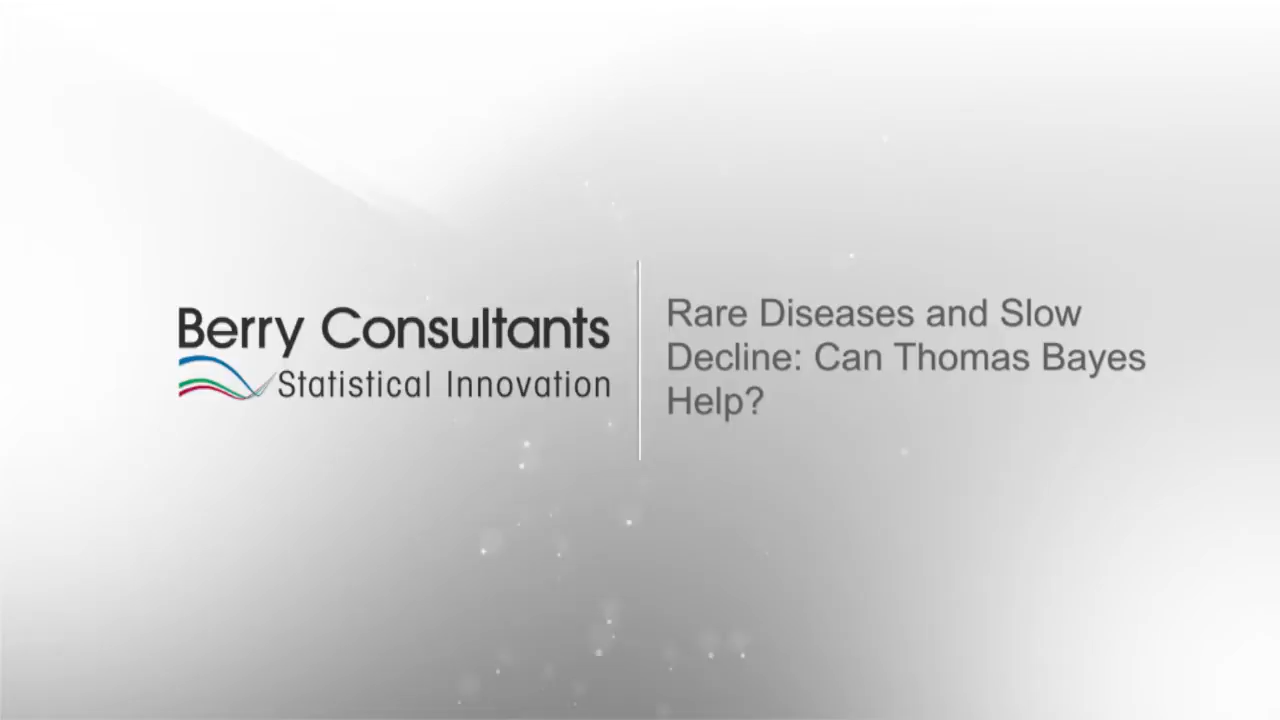 Berry Consultants
Statistical Innovation
Rare Diseases and Slow
Decline: Can Thomas Bayes
Help?